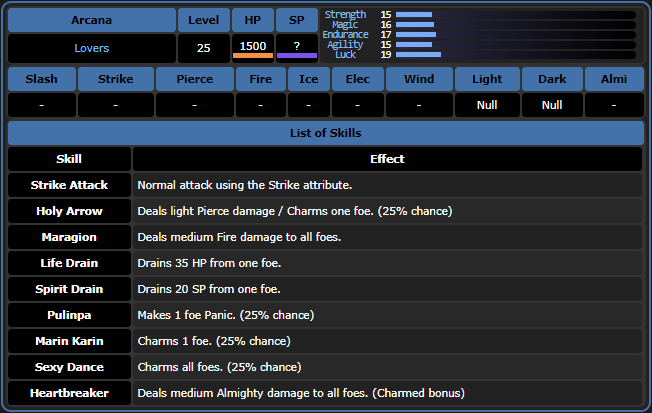 Arcana Level HP SP
Lovers 25 1500 ?
Strength 15
Magic 16
Endurance 17
Agility 15
Luck 19
Slash Strike Pierce Fire Ice Elec Wind Light Dark Almi
- - - - - - - Null Null -
List of Skills
Skill Effect
Strike Attack Normal attack using the Strike attribute.
Holy Arrow Deals light Pierce damage / Charms one foe. (25% chance)
Maragion Deals medium Fire damage to all foes.
Life Drain Drains 35 HP from one foe.
Spirit Drain Drains 20 SP from one foe.
Pulinpa Makes 1 foe Panic. (25% chance)
Marin Karin Charms 1 foe. (25% chance)
Sexy Dance Charms all foes. (25% chance)
Heartbreaker Deals medium Almighty damage to all foes. (Charmed bonus)